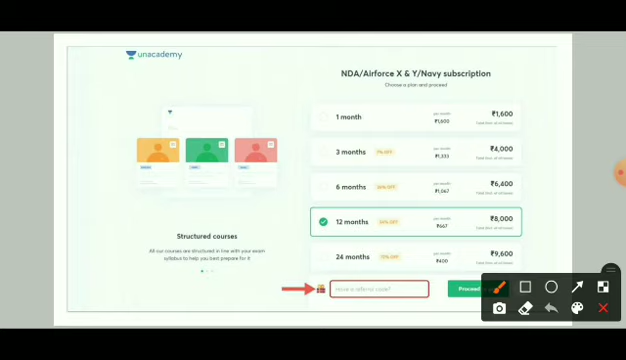 unacademy
NDA/Airforce X & Y/Navy subscription
Choose a plan and proceed
1 month
per month
₹1,600
₹1,600
3 months
per month
₹1,333
₹4,000
6 months
per month
₹1,067
₹6,400
12 months
per month
₹667
₹8,000
24 months
per month
₹400
₹9,600
Structured courses
All our courses are structured in line with your exam
syllabus to help you best prepare for it
Have a referral code?
Proceed